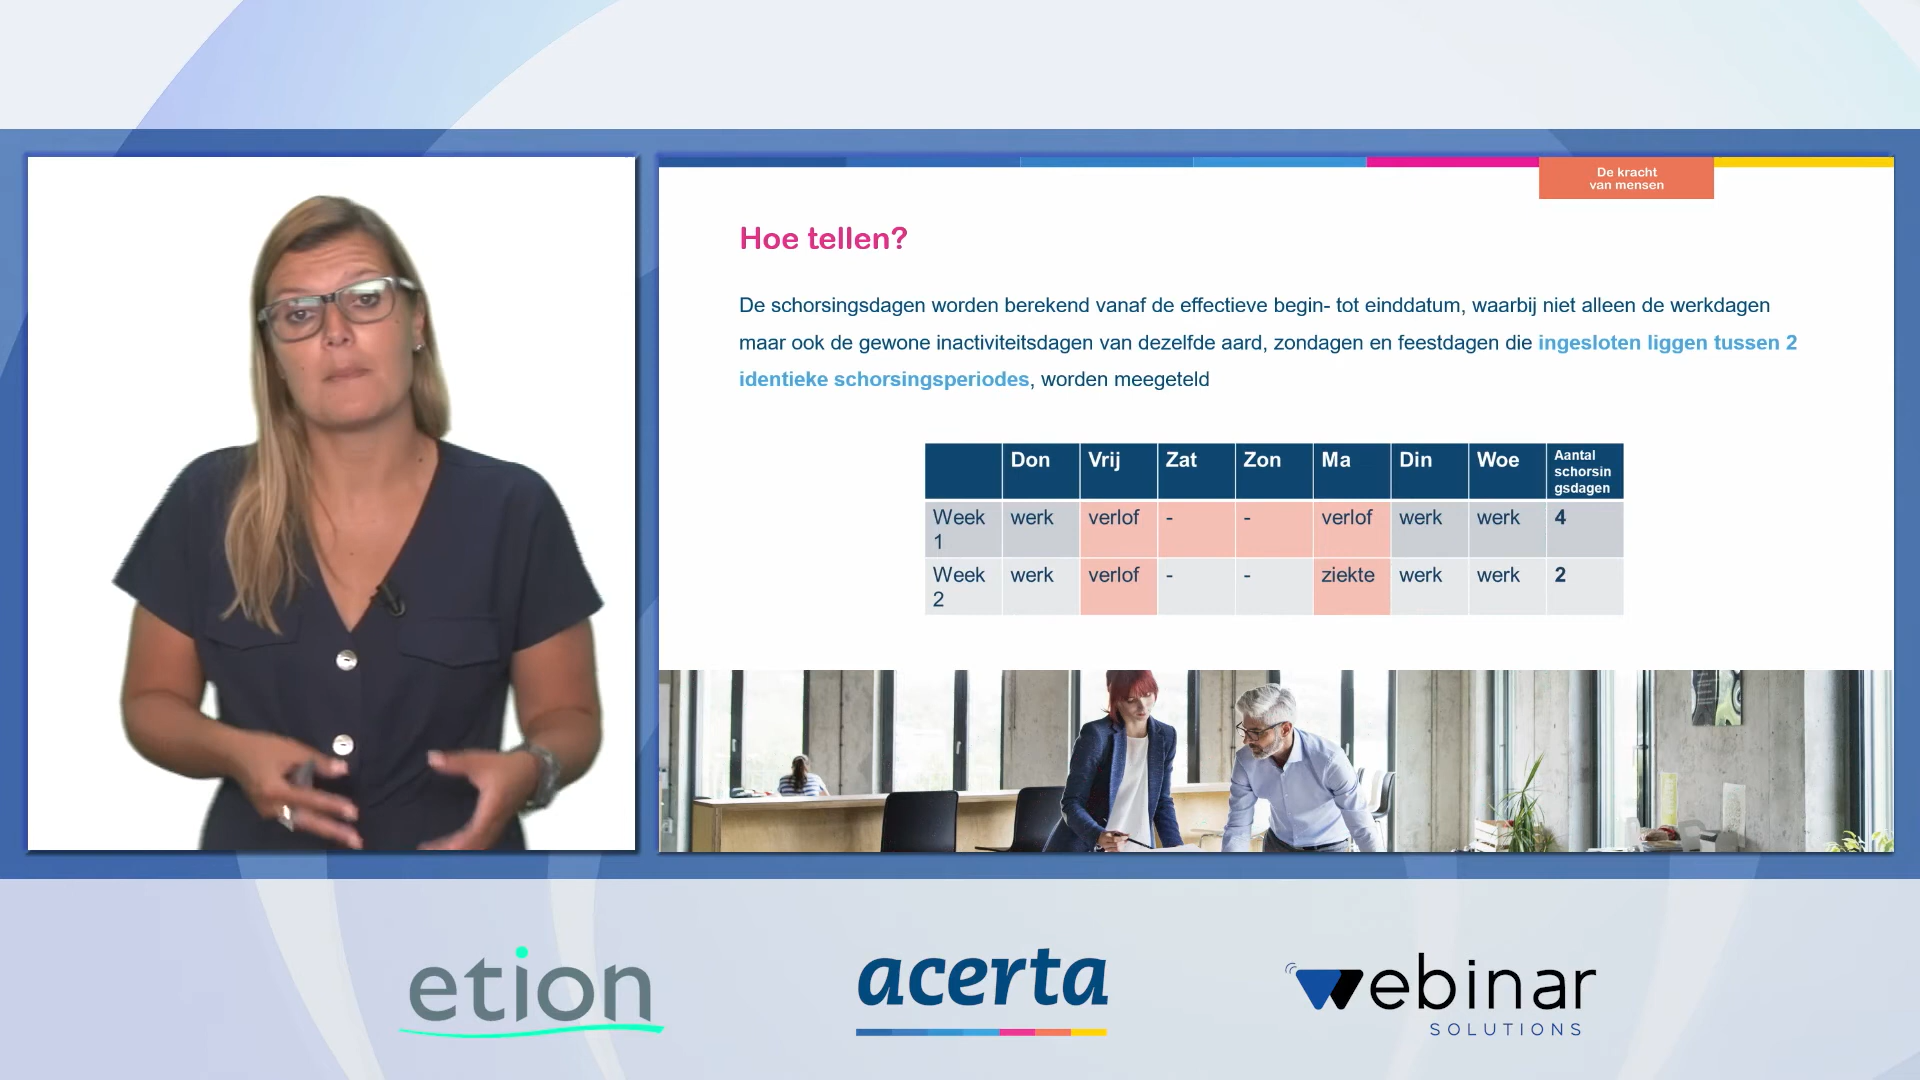 De kracht
van mensen
Hoe tellen?
De schorsingsdagen worden berekend vanaf de effectieve begin- tot einddatum, waarbij niet alleen de werkdagen
maar ook de gewone inactiviteitsdagen van dezelfde aard, zondagen en feestdagen die ingesloten liggen tussen 2
identieke schorsingsperiodes, worden meegeteld
Don Vrij Zat Zon Ma Din Woe Aantal
schorsin
gsdagen
Week werk verlof - - verlof werk werk 4
1
Week werk verlof - - ziekte werk werk 2
2
etion
acerta
Webinar
SOLUTIONS